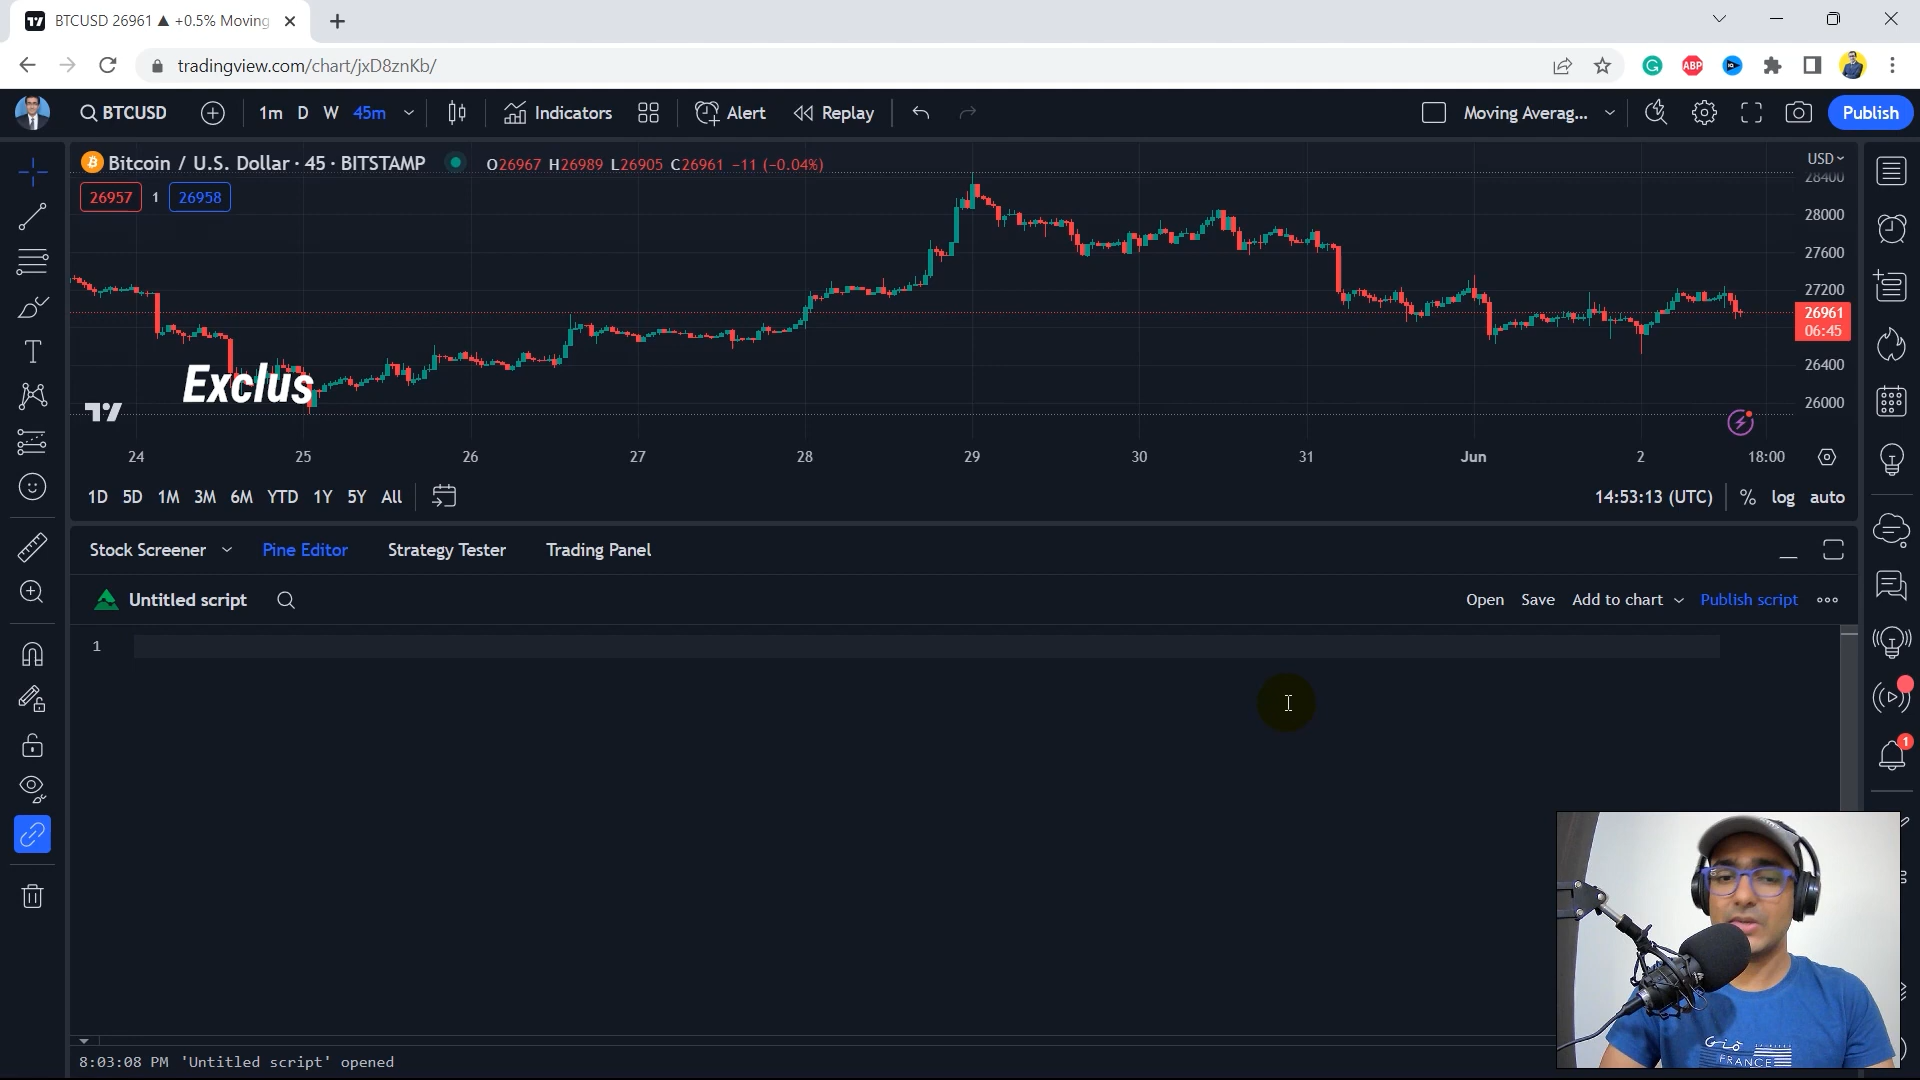 BTCUSD 26961 ▲ +0.5% Moving
tradingview.com/chart/jxD8znKb/
ABP
BTCUSD 1m D W 45m Indicators Alert Replay Moving Averag... Publish
Bitcoin / U.S. Dollar · 45 · BITSTAMP O26967 H26989 L26905 C26961 −11 (−0.04%)
USD
26957 1 26958
28400
28000
27600
27200
26961
06:45
26400
26000
Exclus
24 25 26 27 28 29 30 31 Jun 2 18:00
1D 5D 1M 3M 6M YTD 1Y 5Y All 14:53:13 (UTC) % log auto
Stock Screener Pine Editor Strategy Tester Trading Panel
Untitled script Open Save Add to chart Publish script
1
1
Giò
FRANCE
8:03:08 PM 'Untitled script' opened